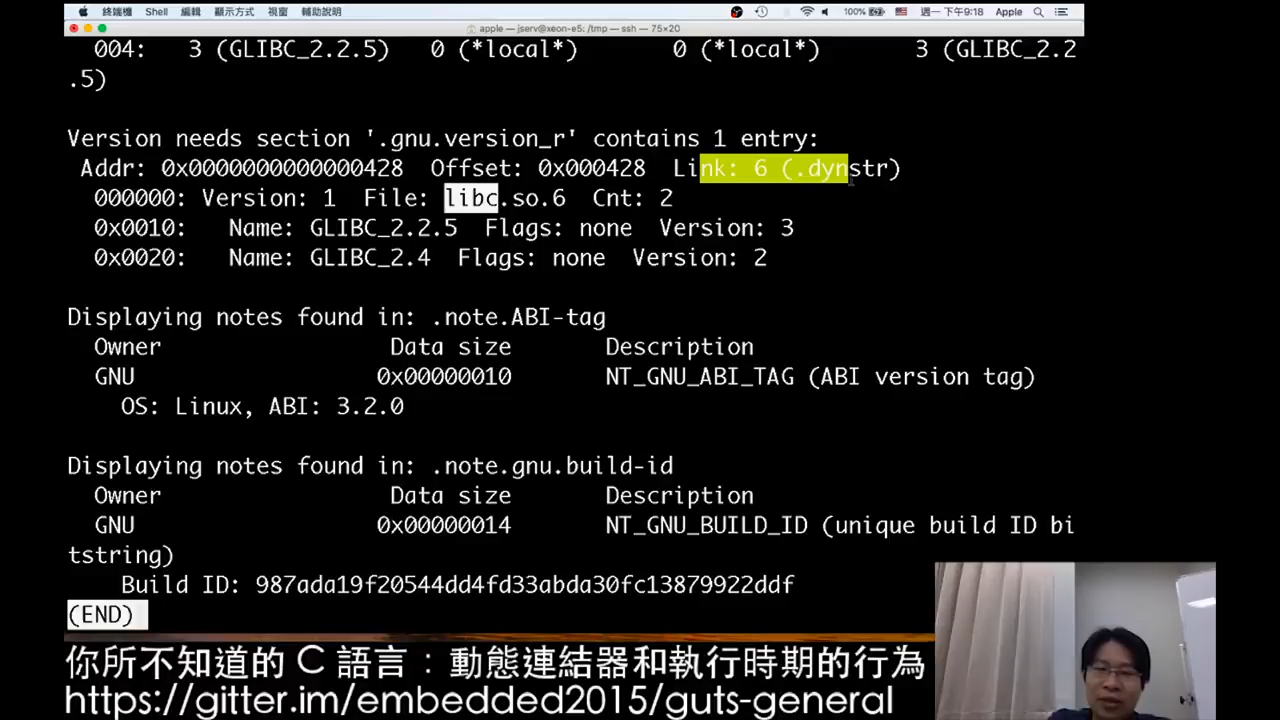 終端機 Shell 編輯 顯示方式 視窗 輔助說明 100% 週一 下午9:18 Apple
apple — jserv@xeon-e5: /tmp — ssh — 75×20
004: 3 (GLIBC_2.2.5) 0 (*local*) 0 (*local*) 3 (GLIBC_2.2
.5)
Version needs section '.gnu.version_r' contains 1 entry:
Addr: 0x0000000000000428 Offset: 0x000428 Link: 6 (.dynstr)
000000: Version: 1 File: libc.so.6 Cnt: 2
0x0010: Name: GLIBC_2.2.5 Flags: none Version: 3
0x0020: Name: GLIBC_2.4 Flags: none Version: 2
Displaying notes found in: .note.ABI-tag
Owner Data size Description
GNU 0x00000010 NT_GNU_ABI_TAG (ABI version tag)
OS: Linux, ABI: 3.2.0
Displaying notes found in: .note.gnu.build-id
Owner Data size Description
GNU 0x00000014 NT_GNU_BUILD_ID (unique build ID bi
tstring)
Build ID: 987ada19f20544dd4fd33abda30fc13879922ddf
(END)
你所不知道的 C 語言：動態連結器和執行時期的行為
https://gitter.im/embedded2015/guts-general